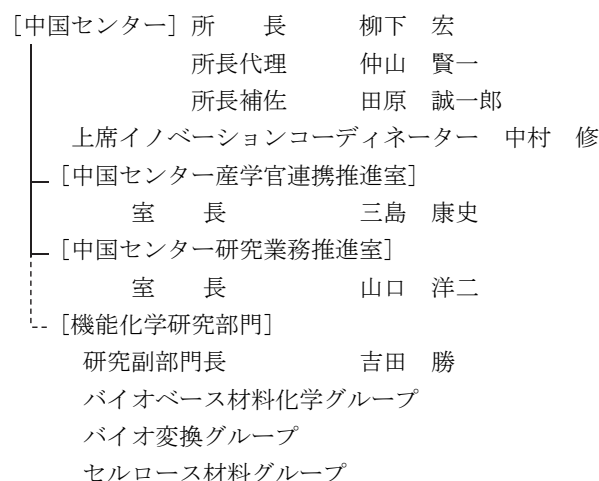 [中国センター] 所　　長　　　柳下　宏
所長代理　　　仲山　賢一
所長補佐　　　田原　誠一郎
上席イノベーションコーディネーター　中村　修
[中国センター産学官連携推進室]
室　　長　　　　三島　康史
[中国センター研究業務推進室]
室　　長　　　　山口　洋二
[機能化学研究部門]
研究副部門長　　　　吉田　勝
バイオベース材料化学グループ
バイオ変換グループ
セルロース材料グループ